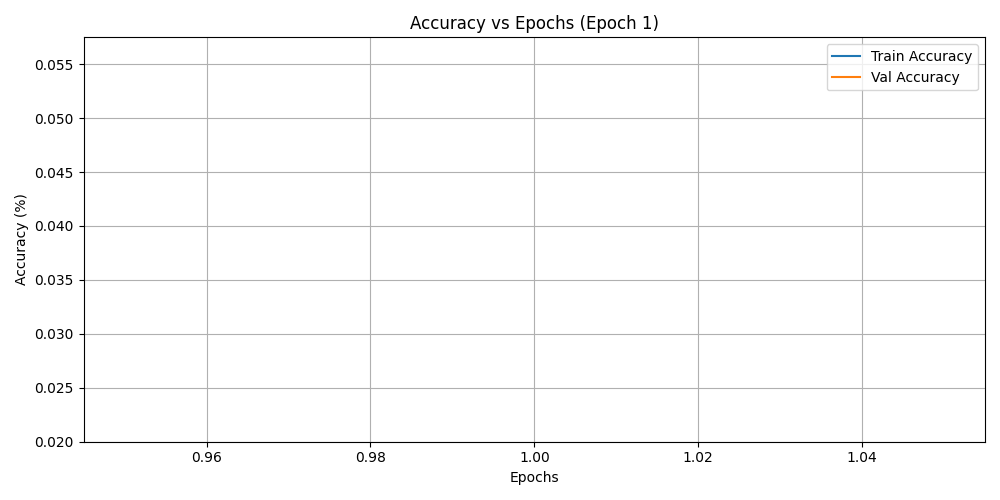 Accuracy vs Epochs (Epoch 1)
Train Accuracy
Val Accuracy
Accuracy (%)
0.055
0.050
0.045
0.040
0.035
0.030
0.025
0.020
0.96
0.98
1.00
1.02
1.04
Epochs